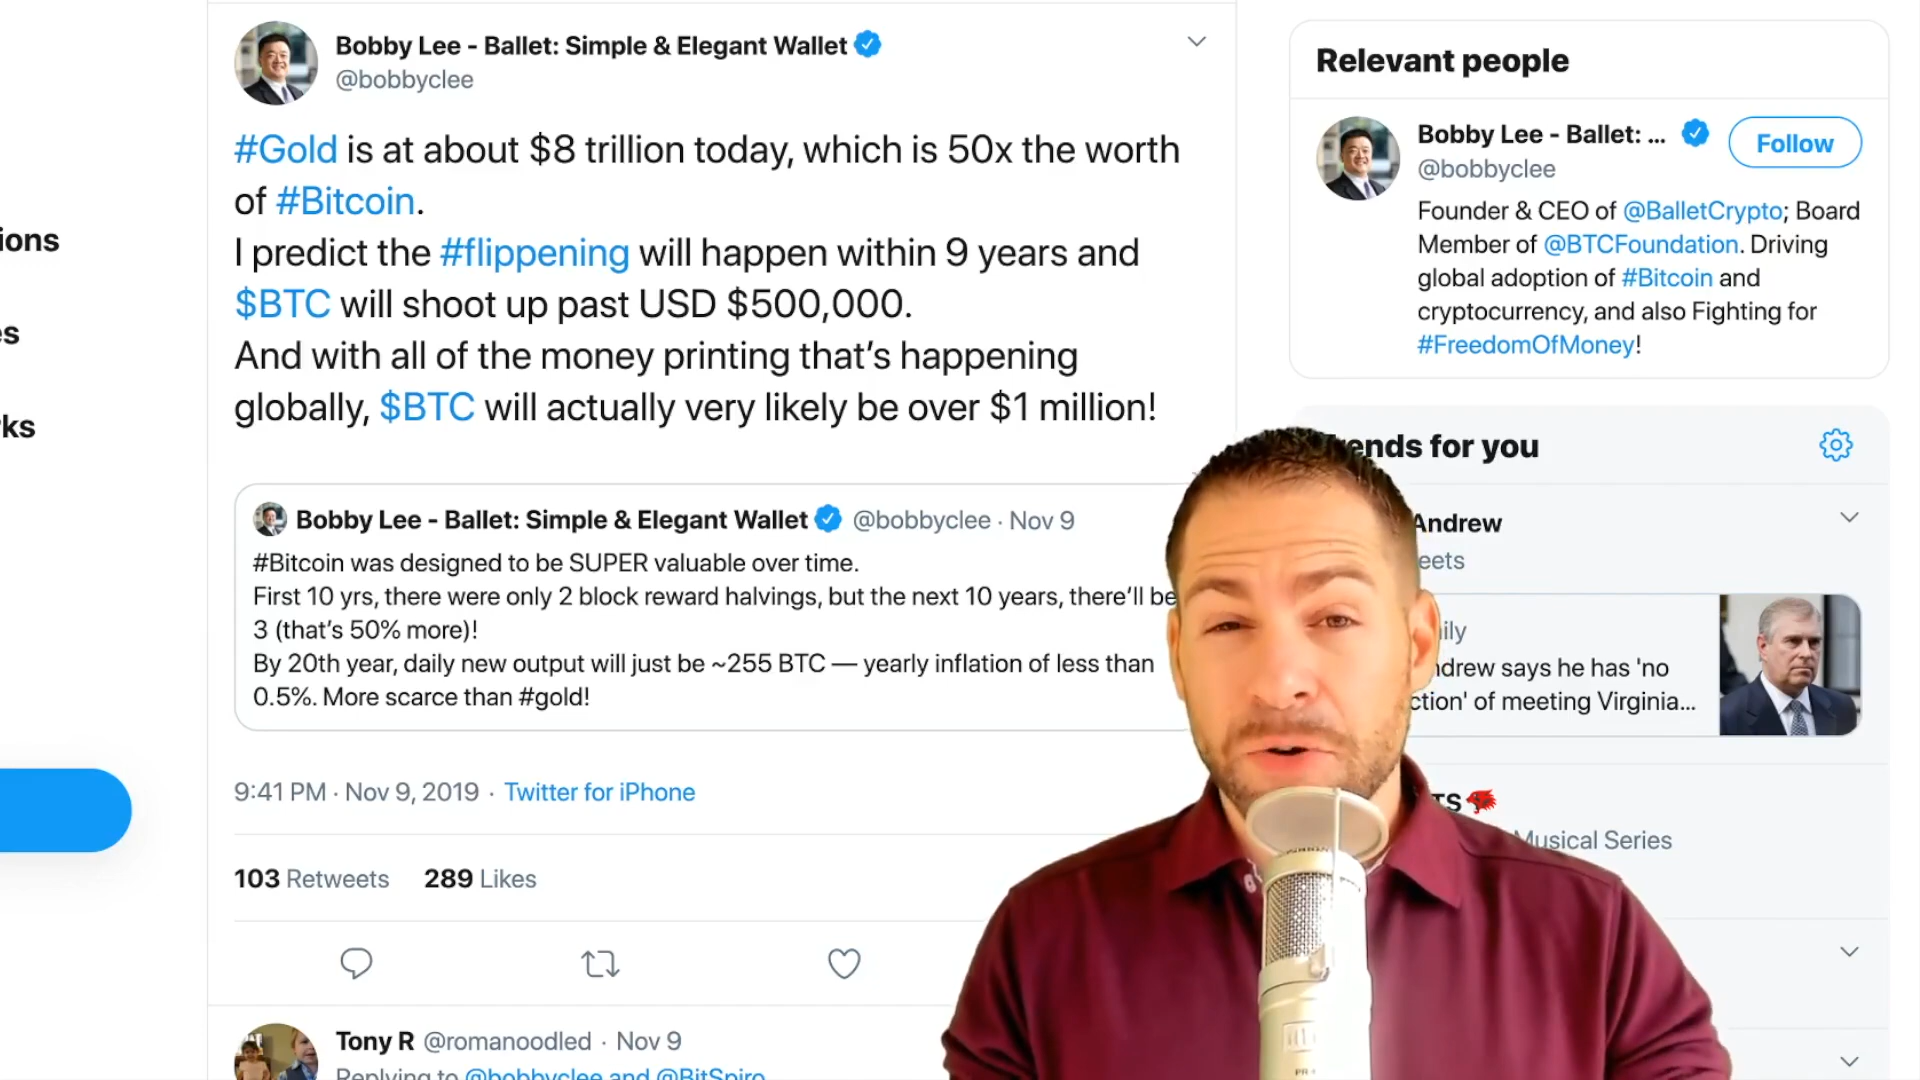 Bobby Lee - Ballet: Simple & Elegant Wallet
@bobbyclee
#Gold is at about $8 trillion today, which is 50x the worth
of #Bitcoin.
I predict the #flippening will happen within 9 years and
$BTC will shoot up past USD $500,000.
And with all of the money printing that's happening
globally, $BTC will actually very likely be over $1 million!
Bobby Lee - Ballet: Simple & Elegant Wallet @bobbyclee · Nov 9
#Bitcoin was designed to be SUPER valuable over time.
First 10 yrs, there were only 2 block reward halvings, but the next 10 years, there'll be
3 (that's 50% more)!
By 20th year, daily new output will just be ~255 BTC — yearly inflation of less than
0.5%. More scarce than #gold!
9:41 PM · Nov 9, 2019 · Twitter for iPhone
103 Retweets 289 Likes
Tony R @romanoodled · Nov 9
Replying to @bobbyclee and @BitSpiro
ions
es
rks
Relevant people
Bobby Lee - Ballet: ...
@bobbyclee
Follow
Founder & CEO of @BalletCrypto; Board
Member of @BTCFoundation. Driving
global adoption of #Bitcoin and
cryptocurrency, and also Fighting for
#FreedomOfMoney!
rends for you
Andrew
eets
ily
ndrew says he has 'no
ction' of meeting Virginia...
TS
Musical Series